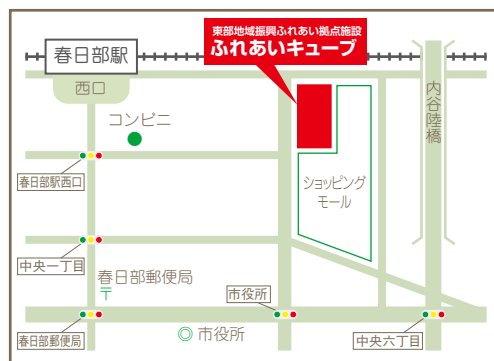 東部地域振興ふれあい拠点施設
ふれあいキューブ
春日部駅
西口
コンビニ
内谷陸橋
春日部駅西口
ショッピング
モール
中央一丁目
春日部郵便局
〒
市役所
春日部郵便局
◎市役所
中央六丁目